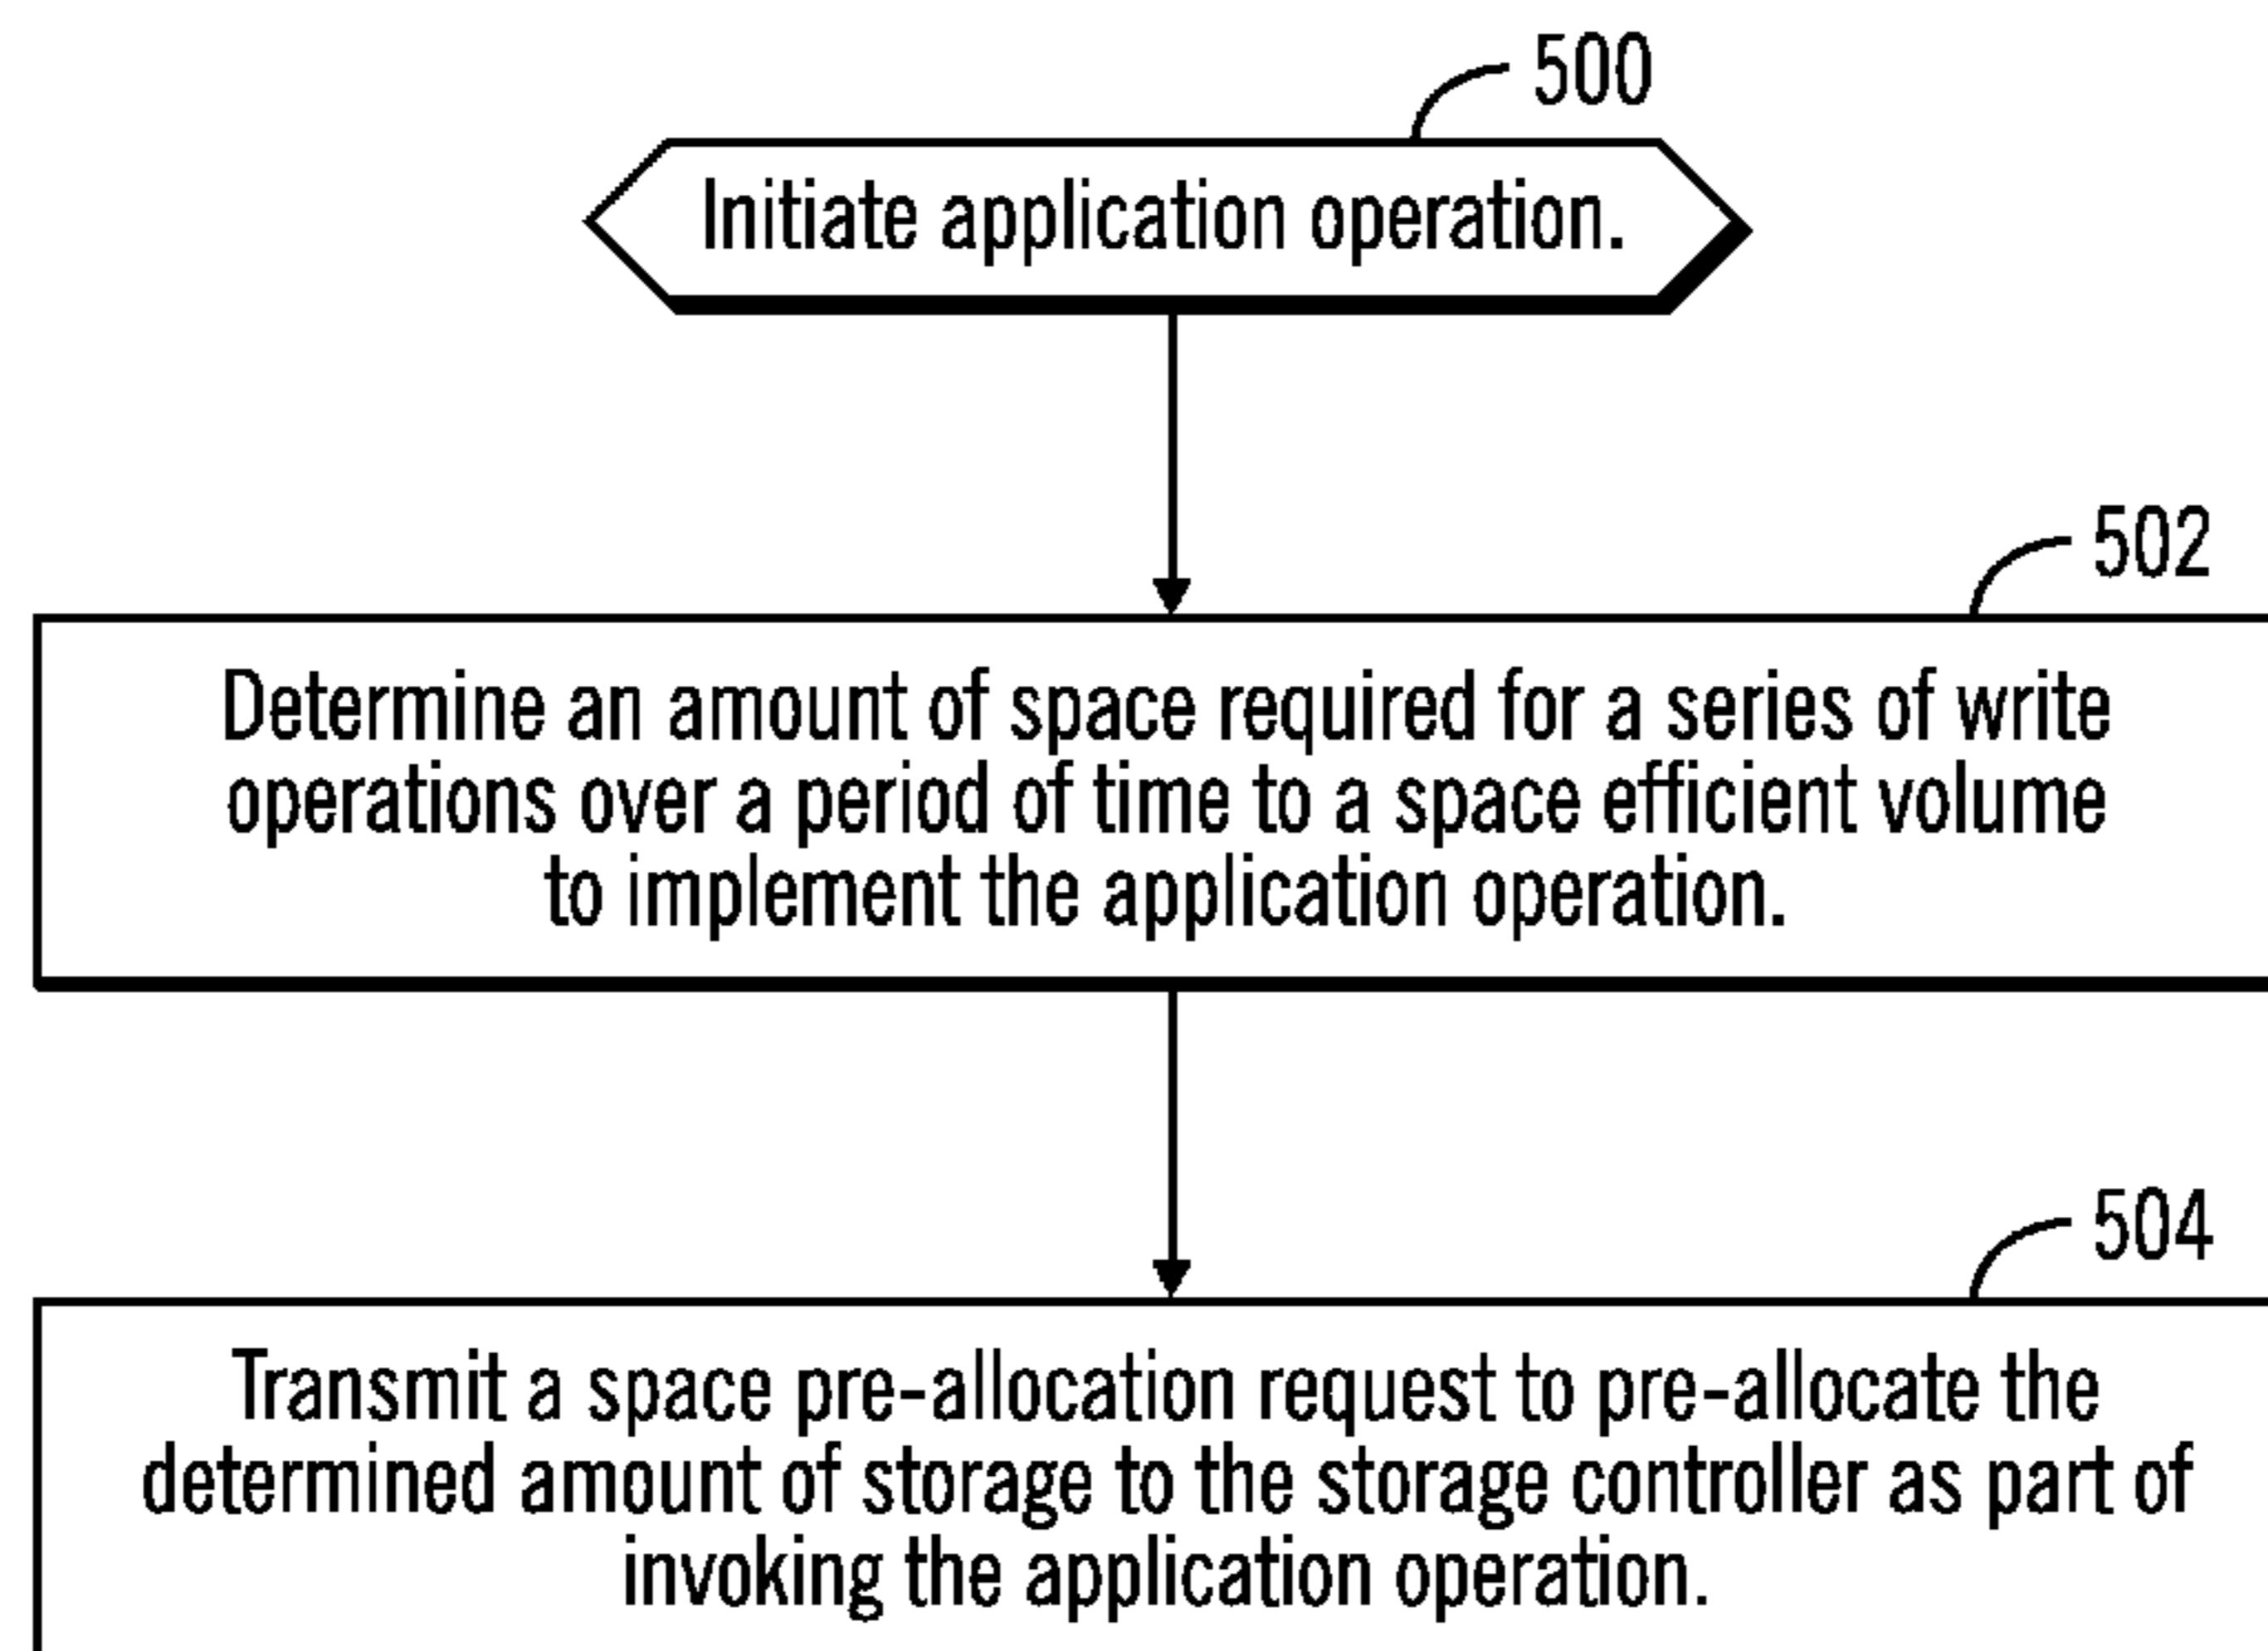 500
Initiate application operation.
502
Determine an amount of space required for a series of write
operations over a period of time to a space efficient volume
to implement the application operation.
504
Transmit a space pre-allocation request to pre-allocate the
determined amount of storage to the storage controller as part of
invoking the application operation.